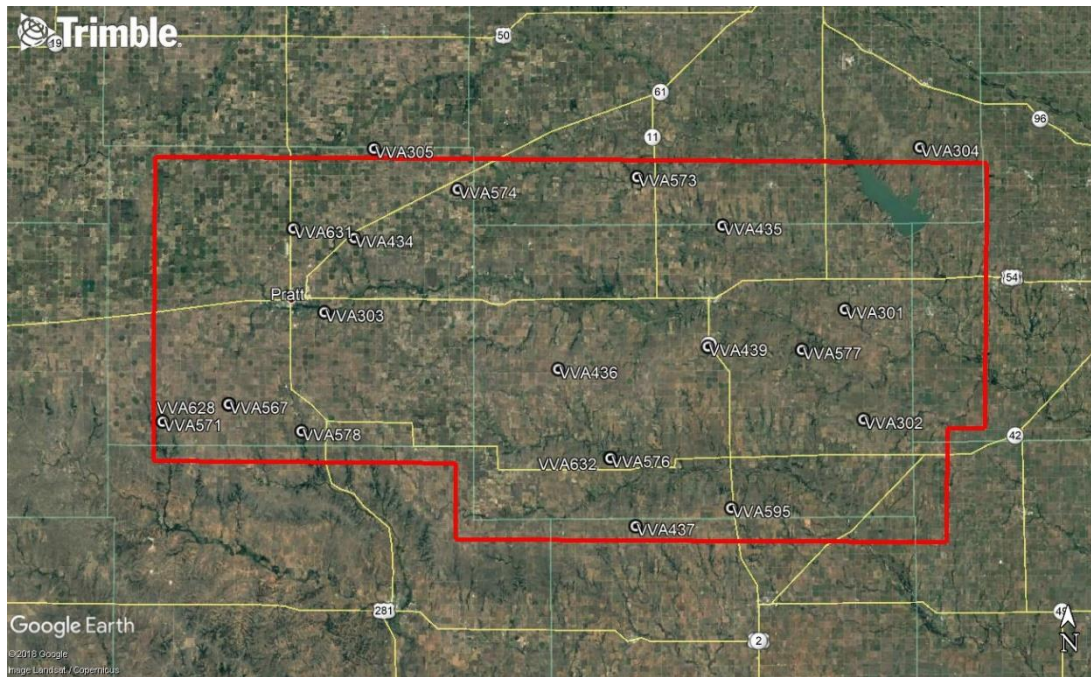 Trimble.
19
50
61
96
11
VVA305
VVA304
VVA573
VVA574
VVA435
VVA631
VVA434
54
Pratt
VVA303
VVA301
VVA439
VVA577
VVA436
VVA628
VVA567
VVA571
VVA302
VVA578
42
VVA632
VVA576
VVA595
VVA437
281
49
2
N
Google Earth
©2018 Google
Image Landsat / Copernicus